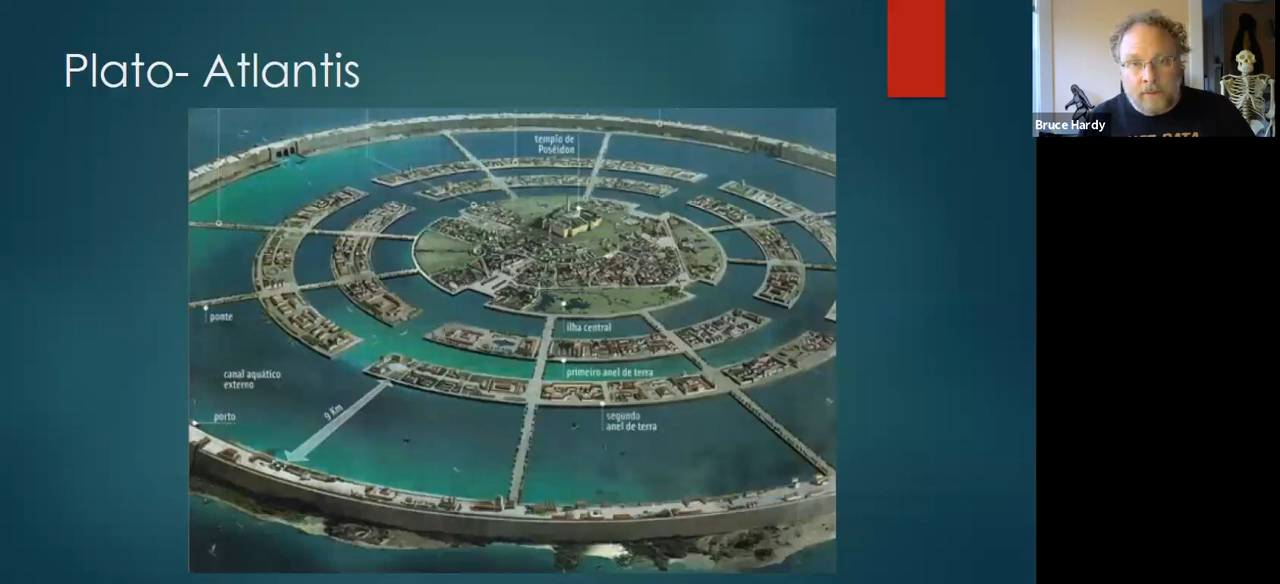 Plato- Atlantis
templo de
Poseidon
ponte
ilha central
canal aquático
externo
primeiro anel de terra
9 Km
porto
segundo
anel de terra
Bruce Hardy